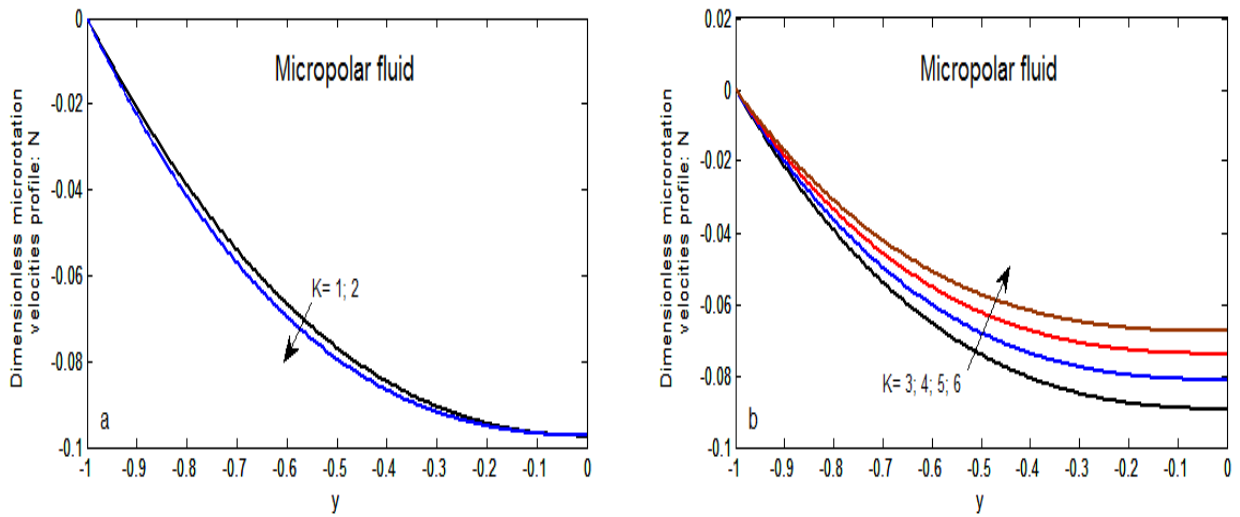 Dimensionless microrotation
velocities profile: N
0
-0.02
-0.04
-0.06
-0.08
-0.1
Micropolar fluid
K= 1; 2
a
-1 -0.9 -0.8 -0.7 -0.6 -0.5 -0.4 -0.3 -0.2 -0.1 0
y
Dimensionless microrotation
velocities profile: N
0.02
0
-0.02
-0.04
-0.06
-0.08
-0.1
Micropolar fluid
K= 3; 4; 5; 6
b
-1 -0.9 -0.8 -0.7 -0.6 -0.5 -0.4 -0.3 -0.2 -0.1 0
y